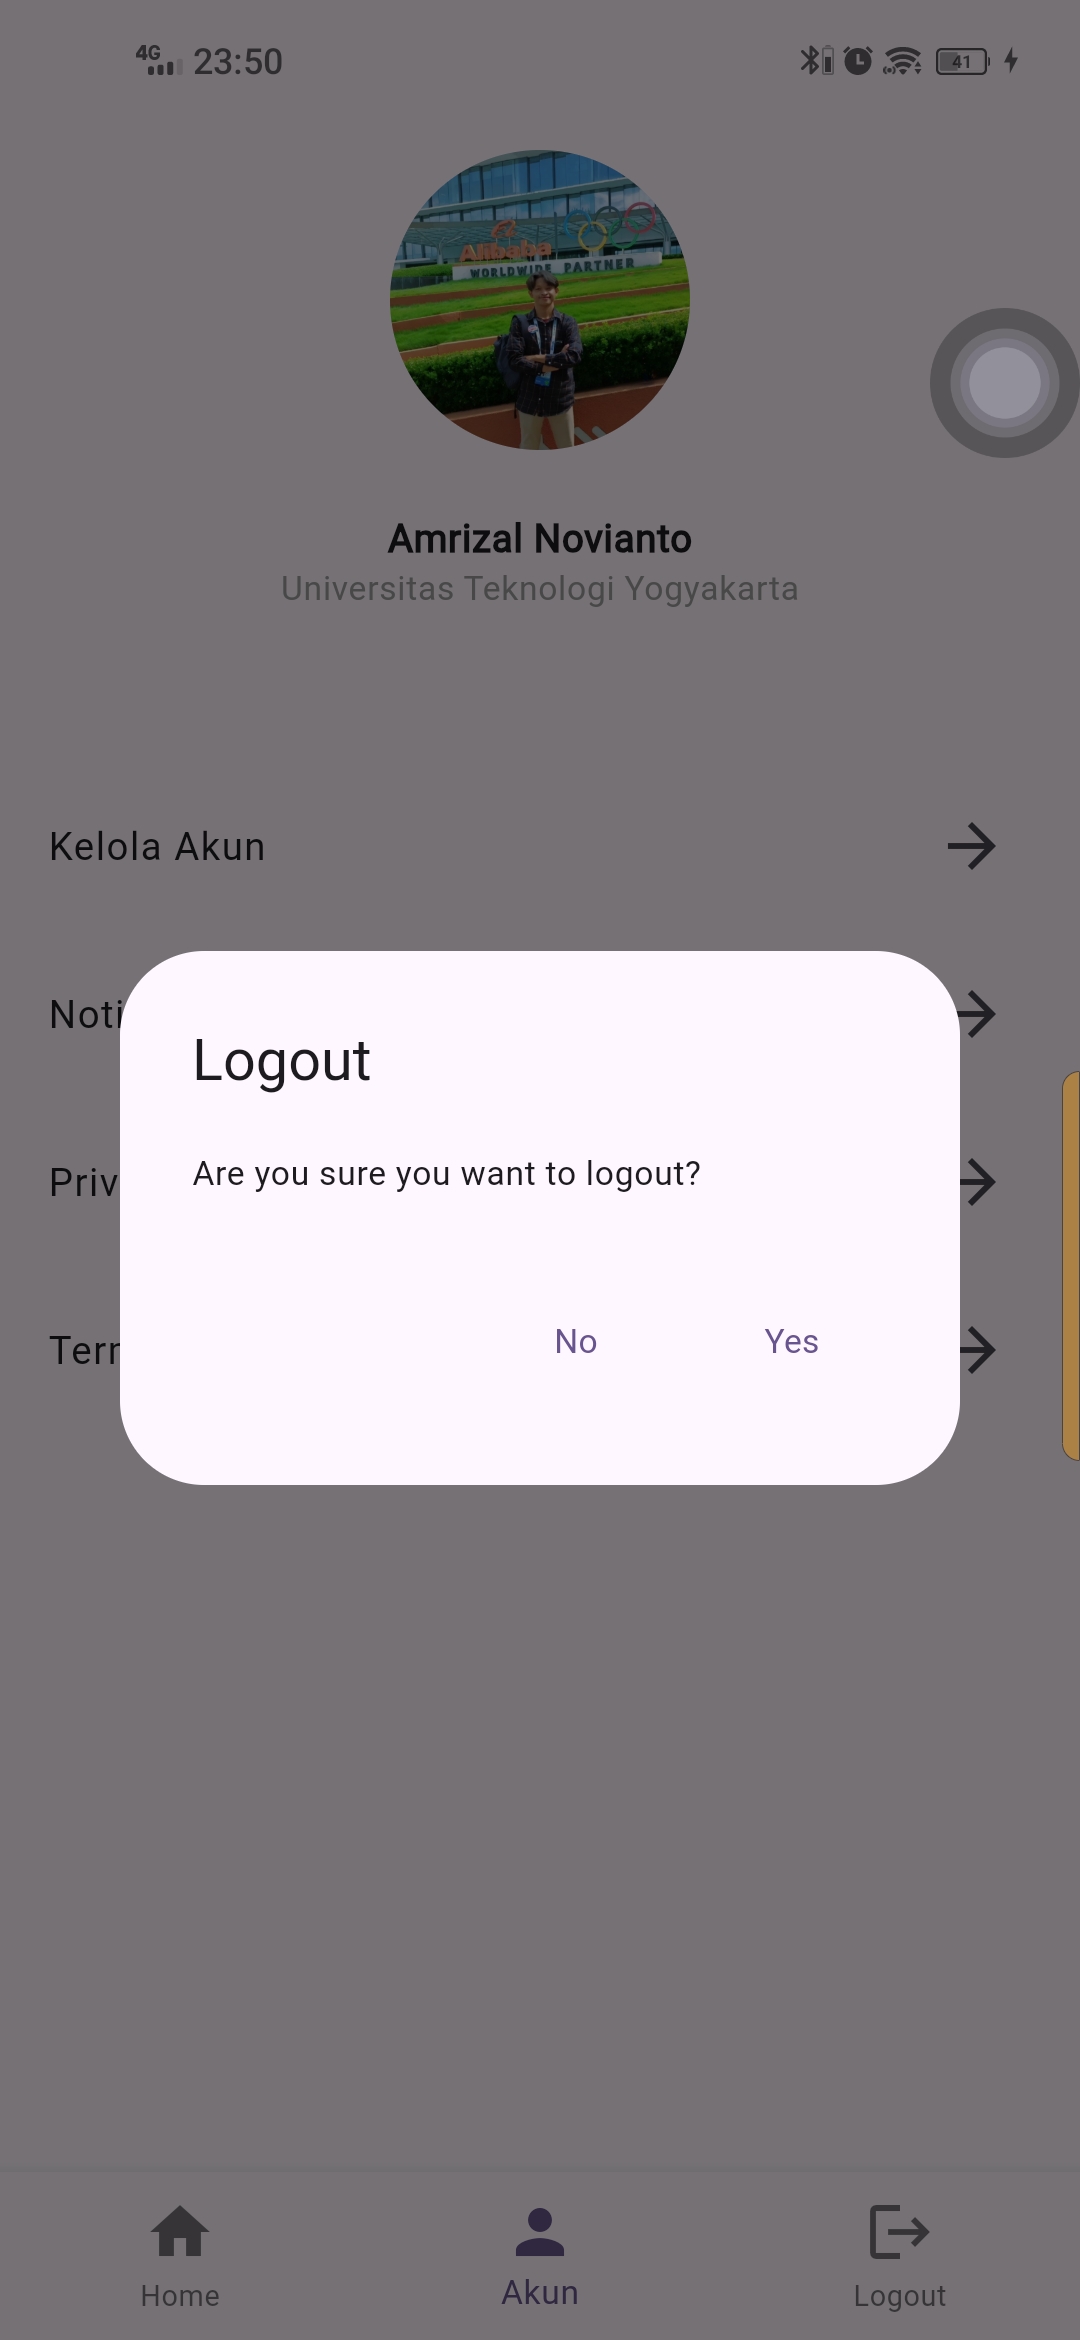 4G 23:50 41
Alibaba
WORLDWIDE PARTNER
Amrizal Novianto
Universitas Teknologi Yogyakarta
Kelola Akun
Noti
Priv
Logout
Are you sure you want to logout?
No Yes
Home Akun Logout